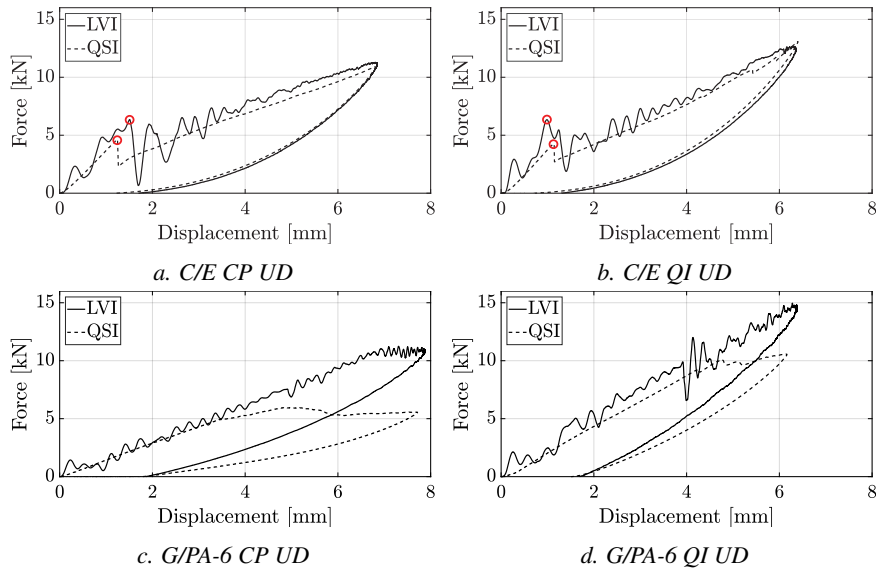 LVI
QSI
15
10
5
0
Force [kN]
0 2 4 6 8
Displacement [mm]
a. C/E CP UD
LVI
QSI
15
10
5
0
Force [kN]
0 2 4 6 8
Displacement [mm]
b. C/E QI UD
LVI
QSI
15
10
5
0
Force [kN]
0 2 4 6 8
Displacement [mm]
c. G/PA-6 CP UD
LVI
QSI
15
10
5
0
Force [kN]
0 2 4 6 8
Displacement [mm]
d. G/PA-6 QI UD